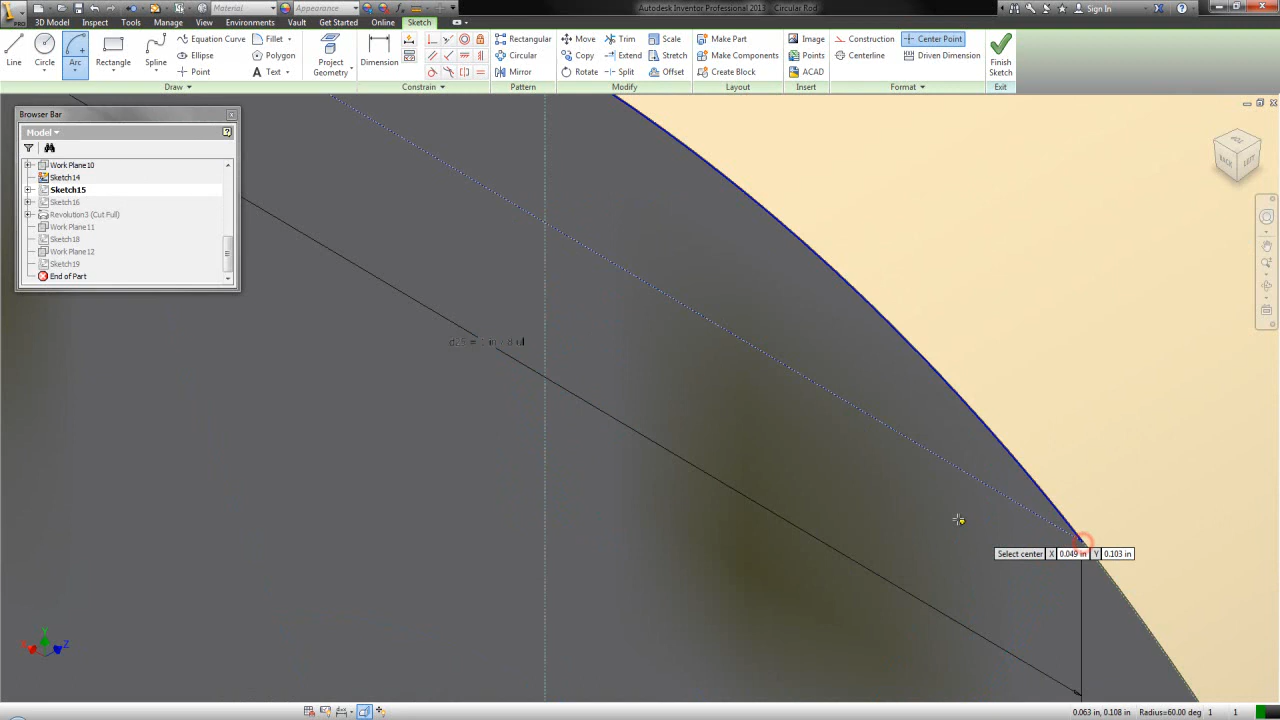 Autodesk Inventor Professional 2013 Circular Rod
Material
Appearance
Sign In
PRO
Sketch Inspect Tools Manage View Environments Vault Get Started Online Sketch
Line
Circle
Arc
Rectangle
Spline
Equation Curve
Ellipse
Point
Fillet
Polygon
Text
Project Geometry
Dimension
Rectangular
Circular
Mirror
Move
Copy
Rotate
Trim
Extend
Split
Scale
Stretch
Offset
Make Part
Make Components
Create Block
Image
Points
ACAD
Construction
Centerline
Center Point
Driven Dimension
Finish Sketch
Draw
Constrain
Pattern
Modify
Layout
Insert
Format
Exit
Browser Bar
Model
Work Plane10
Sketch14
Sketch15
Sketch16
Revolution3 (Cut Full)
Work Plane11
Sketch18
Work Plane12
Sketch19
End of Part
TOP
BACK
LEFT
Select center X 0.049 in Y 0.103 in
X Y Z
0.063 in, 0.108 in Radius=60.00 deg 1 1